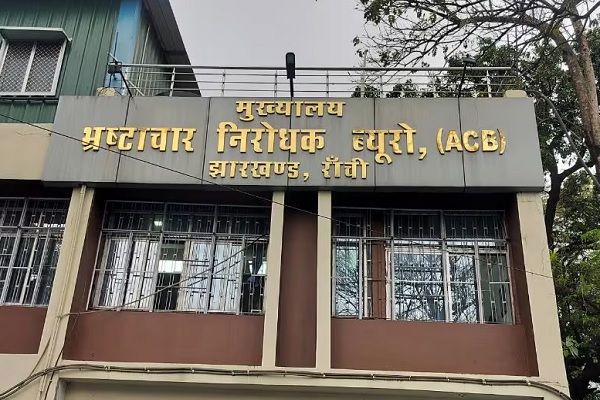 मुख्यालय
भ्रष्टाचार निरोधक ब्यूरो, (ACB)
झारखण्ड, राँची